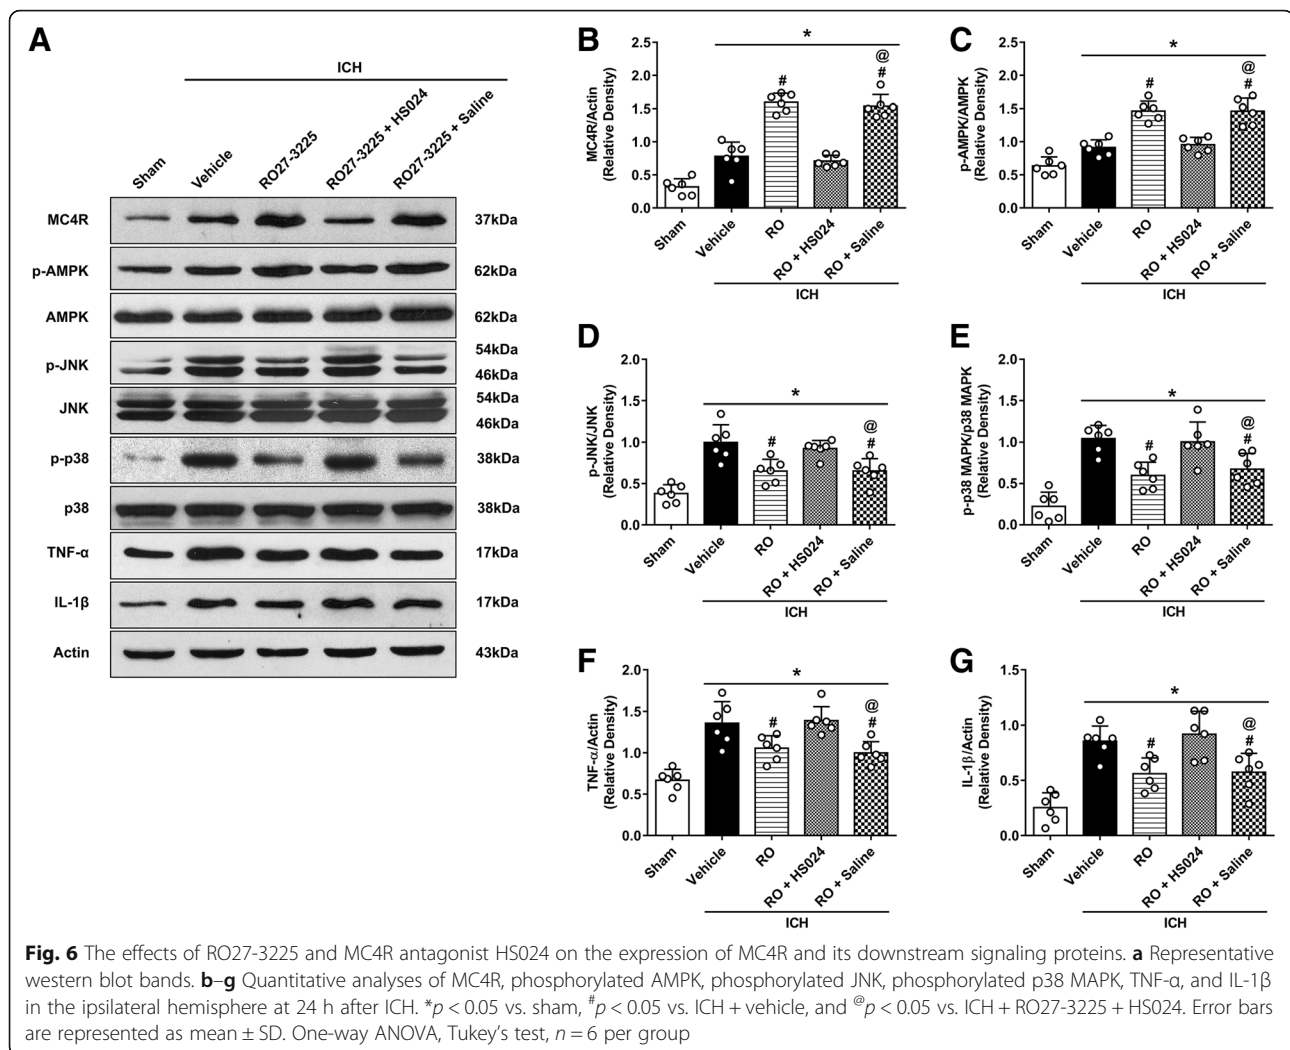 A
ICH
Sham
Vehicle
RO27-3225
RO27-3225 + HS024
RO27-3225 + Saline
MC4R 37kDa
p-AMPK 62kDa
AMPK 62kDa
p-JNK 54kDa
46kDa
JNK 54kDa
46kDa
p-p38 38kDa
p38 38kDa
TNF-α 17kDa
IL-1β 17kDa
Actin 43kDa
B
MC4R/Actin
(Relative Density)
2.5
2.0
1.5
1.0
0.5
0.0
*
#
@
#
Sham
Vehicle
RO
RO + HS024
RO + Saline
ICH
C
p-AMPK/AMPK
(Relative Density)
2.5
2.0
1.5
1.0
0.5
0.0
*
#
@
#
Sham
Vehicle
RO
RO + HS024
RO + Saline
ICH
D
p-JNK/JNK
(Relative Density)
2.0
1.5
1.0
0.5
0.0
*
#
@
#
Sham
Vehicle
RO
RO + HS024
RO + Saline
ICH
E
p-p38 MAPK/p38 MAPK
(Relative Density)
2.0
1.5
1.0
0.5
0.0
*
#
@
#
Sham
Vehicle
RO
RO + HS024
RO + Saline
ICH
F
TNF-α/Actin
(Relative Density)
2.0
1.5
1.0
0.5
0.0
*
#
@
#
Sham
Vehicle
RO
RO + HS024
RO + Saline
ICH
G
IL-1β/Actin
(Relative Density)
1.5
1.0
0.5
0.0
*
#
@
#
Sham
Vehicle
RO
RO + HS024
RO + Saline
ICH
Fig. 6 The effects of RO27-3225 and MC4R antagonist HS024 on the expression of MC4R and its downstream signaling proteins. a Representative
western blot bands. b–g Quantitative analyses of MC4R, phosphorylated AMPK, phosphorylated JNK, phosphorylated p38 MAPK, TNF-α, and IL-1β
in the ipsilateral hemisphere at 24 h after ICH. *p < 0.05 vs. sham, #p < 0.05 vs. ICH + vehicle, and @p < 0.05 vs. ICH + RO27-3225 + HS024. Error bars
are represented as mean ± SD. One-way ANOVA, Tukey's test, n = 6 per group